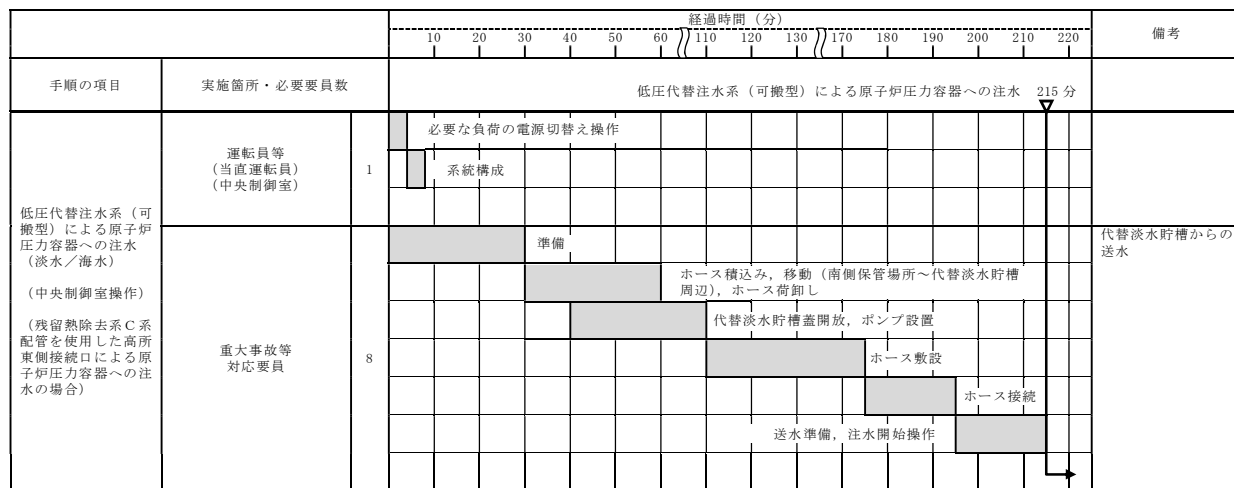 経過時間（分）
備考
10 20 30 40 50 60 110 120 130 170 180 190 200 210 220
手順の項目
実施箇所・必要要員数
低圧代替注水系（可搬型）による原子炉圧力容器への注水 215 分
低圧代替注水系（可
搬型）による原子炉
圧力容器への注水
（淡水／海水）
（中央制御室操作）
（残留熱除去系Ｃ系
配管を使用した高所
東側接続口による原
子炉圧力容器への注
水の場合）
運転員等
（当直運転員）
（中央制御室）
1
必要な負荷の電源切替え操作
系統構成
重大事故等
対応要員
8
準備
ホース積込み，移動（南側保管場所～代替淡水貯槽
周辺），ホース荷卸し
代替淡水貯槽蓋開放，ポンプ設置
ホース敷設
ホース接続
送水準備，注水開始操作
代替淡水貯槽からの
送水